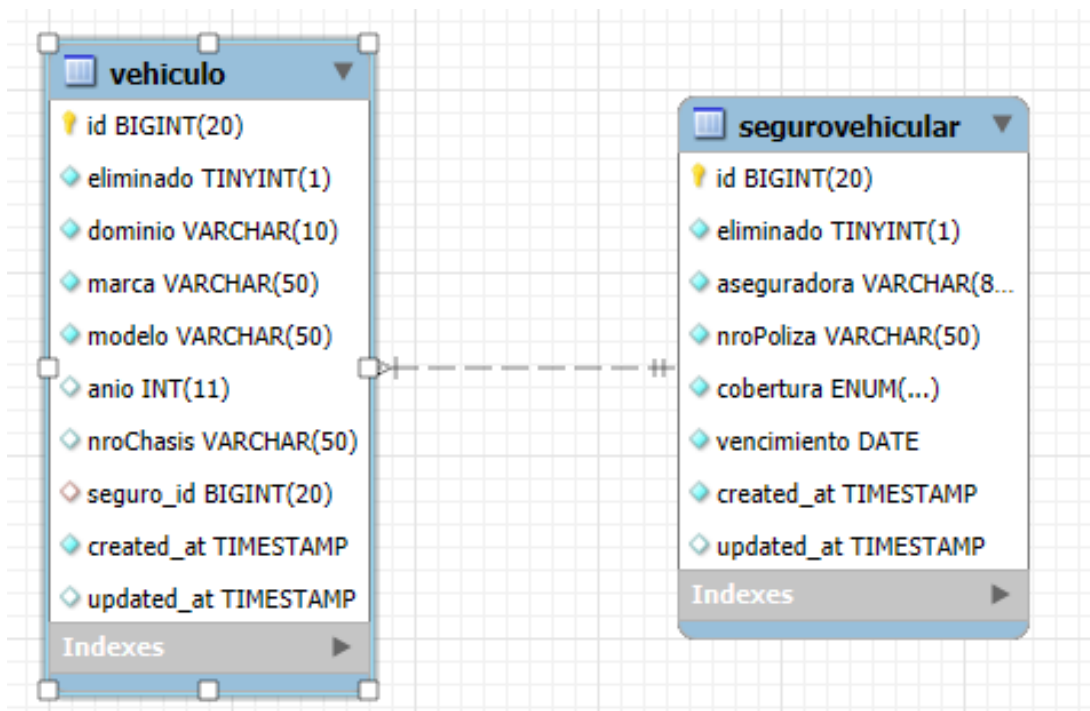 vehiculo
id BIGINT(20)
eliminado TINYINT(1)
dominio VARCHAR(10)
marca VARCHAR(50)
modelo VARCHAR(50)
anio INT(11)
nroChasis VARCHAR(50)
seguro_id BIGINT(20)
created_at TIMESTAMP
updated_at TIMESTAMP
Indexes
segurovehicular
id BIGINT(20)
eliminado TINYINT(1)
aseguradora VARCHAR(8...
nroPoliza VARCHAR(50)
cobertura ENUM(...)
vencimiento DATE
created_at TIMESTAMP
updated_at TIMESTAMP
Indexes